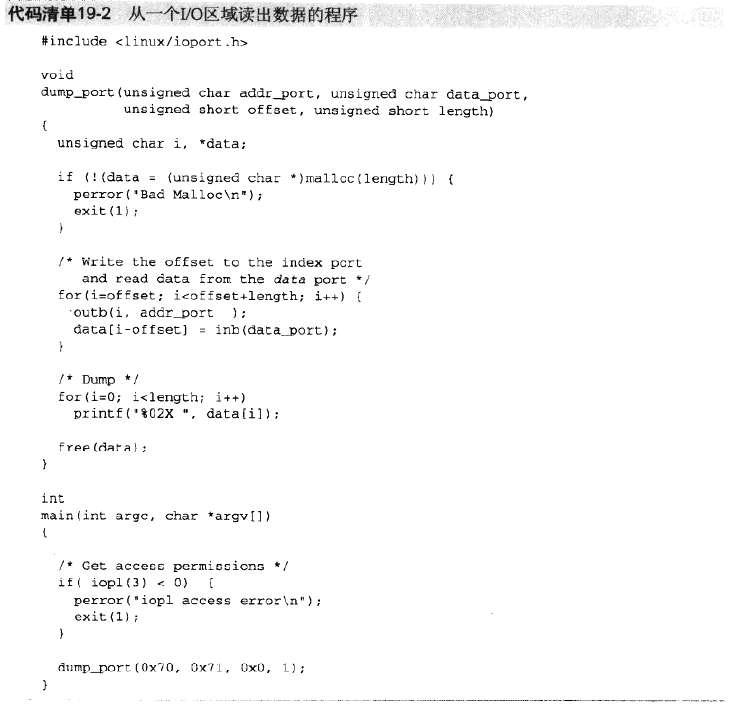 代码清单19-2 从一个I/O区域读出数据的程序
#include <linux/ioport.h>
void
dump_port(unsigned char addr_port, unsigned char data_port,
unsigned short offset, unsigned short length)
{
unsigned char i, *data;
if (!(data = (unsigned char *)malloc(length))) {
perror("Bad Malloc\n");
exit(1);
}
/* Write the offset to the index port
and read data from the data port */
for(i=offset; i<offset+length; i++) {
outb(i, addr_port );
data[i-offset] = inb(data_port);
}
/* Dump */
for(i=0; i<length; i++)
printf("%02X ", data[i]);
free(data);
}
int
main(int argc, char *argv[])
{
/* Get access permissions */
if( iopl(3) < 0) {
perror("iopl access error\n");
exit(1);
}
dump_port(0x70, 0x71, 0x0, 1);
}